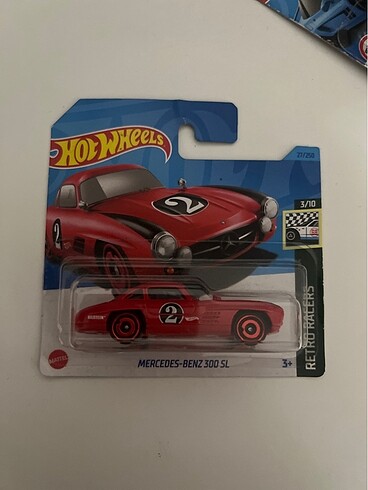 HOT WHEELS
2
3/10
2
RETRO RACERS
MATTEL
MERCEDES-BENZ 300 SL
3+